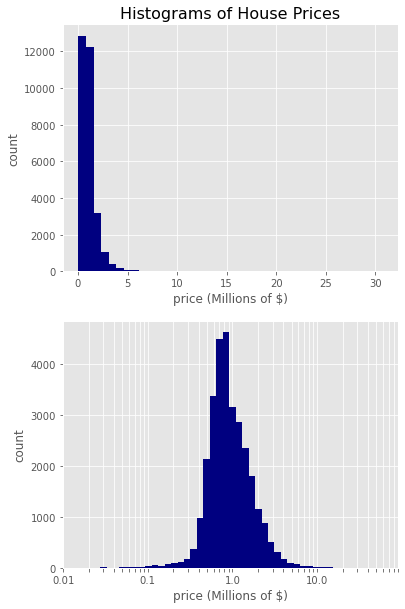 Histograms of House Prices
12000
10000
8000
6000
4000
2000
0
count
0 5 10 15 20 25 30
price (Millions of $)
4000
3000
2000
1000
0
count
0.01 0.1 1.0 10.0
price (Millions of $)